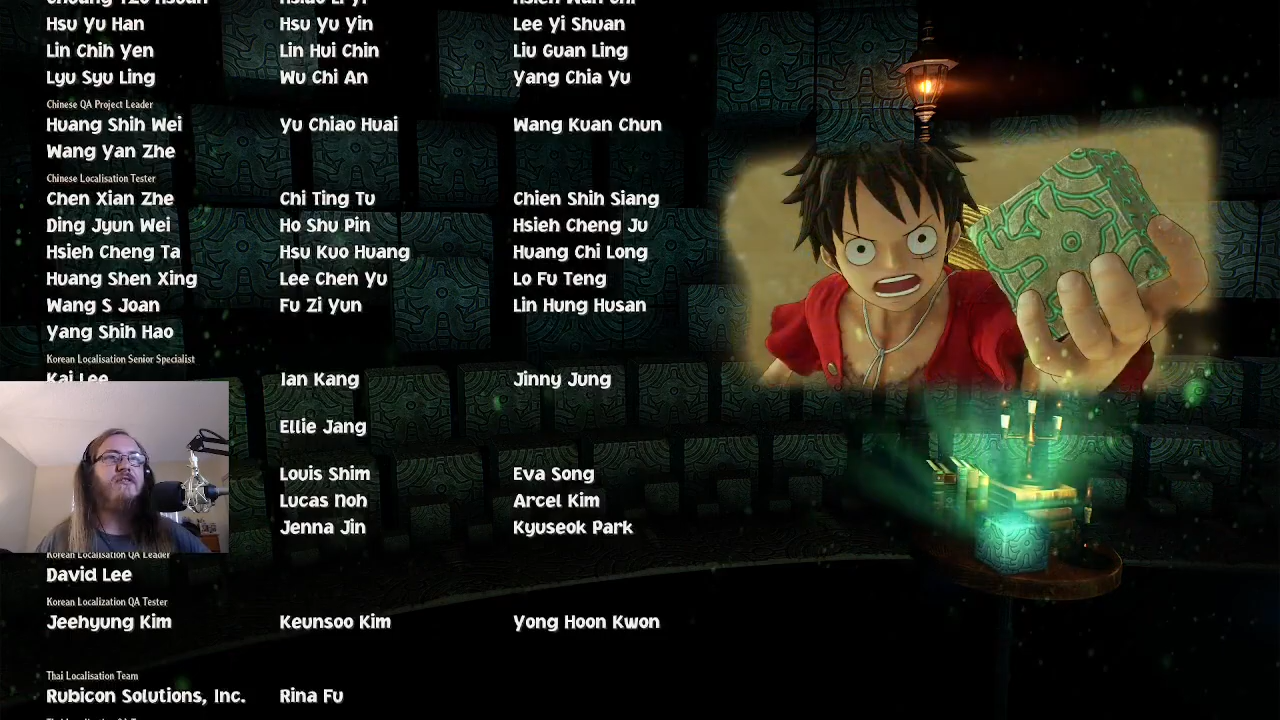 Hsu Yu Han Hsu Yu Yin Lee Yi Shuan
Lin Chih Yen Lin Hui Chin Liu Guan Ling
Lyu Syu Ling Wu Chi An Yang Chia Yu
Chinese QA Project Leader
Huang Shih Wei Yu Chiao Huai Wang Kuan Chun
Wang Yan Zhe
Chinese Localisation Tester
Chen Xian Zhe Chi Ting Tu Chien Shih Siang
Ding Jyun Wei Ho Shu Pin Hsieh Cheng Ju
Hsieh Cheng Ta Hsu Kuo Huang Huang Chi Long
Huang Shen Xing Lee Chen Yu Lo Fu Teng
Wang S Joan Fu Zi Yun Lin Hung Husan
Yang Shih Hao
Korean Localisation Senior Specialist
Kai Lee Ian Kang Jinny Jung
Ellie Jang
Louis Shim Eva Song
Lucas Noh Arcel Kim
Jenna Jin Kyuseok Park
Korean Localisation QA Leader
David Lee
Korean Localization QA Tester
Jeehyung Kim Keunsoo Kim Yong Hoon Kwon
Thai Localisation Team
Rubicon Solutions, Inc. Rina Fu